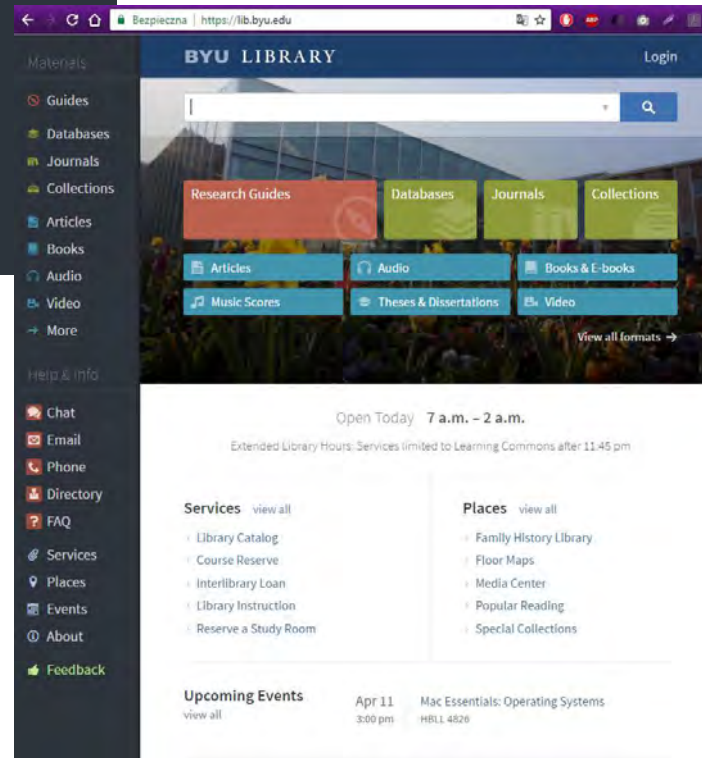 Bezpieczna | https://lib.byu.edu
Materials
Guides
Databases
Journals
Collections
Articles
Books
Audio
Video
More
Help & Info
Chat
Email
Phone
Directory
FAQ
Services
Places
Events
About
Feedback
BYU LIBRARY
Login
Research Guides
Databases
Journals
Collections
Articles
Audio
Books & E-books
Music Scores
Theses & Dissertations
Video
View all formats →
Open Today 7 a.m. – 2 a.m.
Extended Library Hours: Services limited to Learning Commons after 11:45 pm
Services view all
Library Catalog
Course Reserve
Interlibrary Loan
Library Instruction
Reserve a Study Room
Places view all
Family History Library
Floor Maps
Media Center
Popular Reading
Special Collections
Upcoming Events
view all
Apr 11
3:00 pm
Mac Essentials: Operating Systems
HBLL 4826